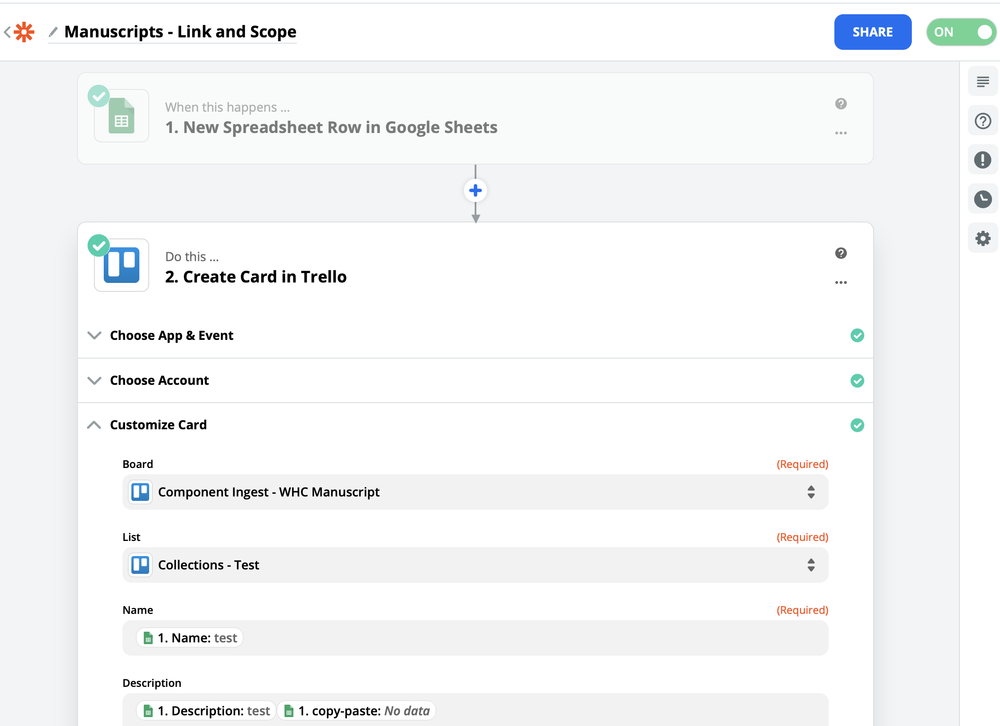 Manuscripts - Link and Scope
SHARE
ON
When this happens ...
1. New Spreadsheet Row in Google Sheets
Do this ...
2. Create Card in Trello
Choose App & Event
Choose Account
Customize Card
Board (Required)
Component Ingest - WHC Manuscript
List (Required)
Collections - Test
Name (Required)
1. Name: test
Description
1. Description: test 1. copy-paste: No data